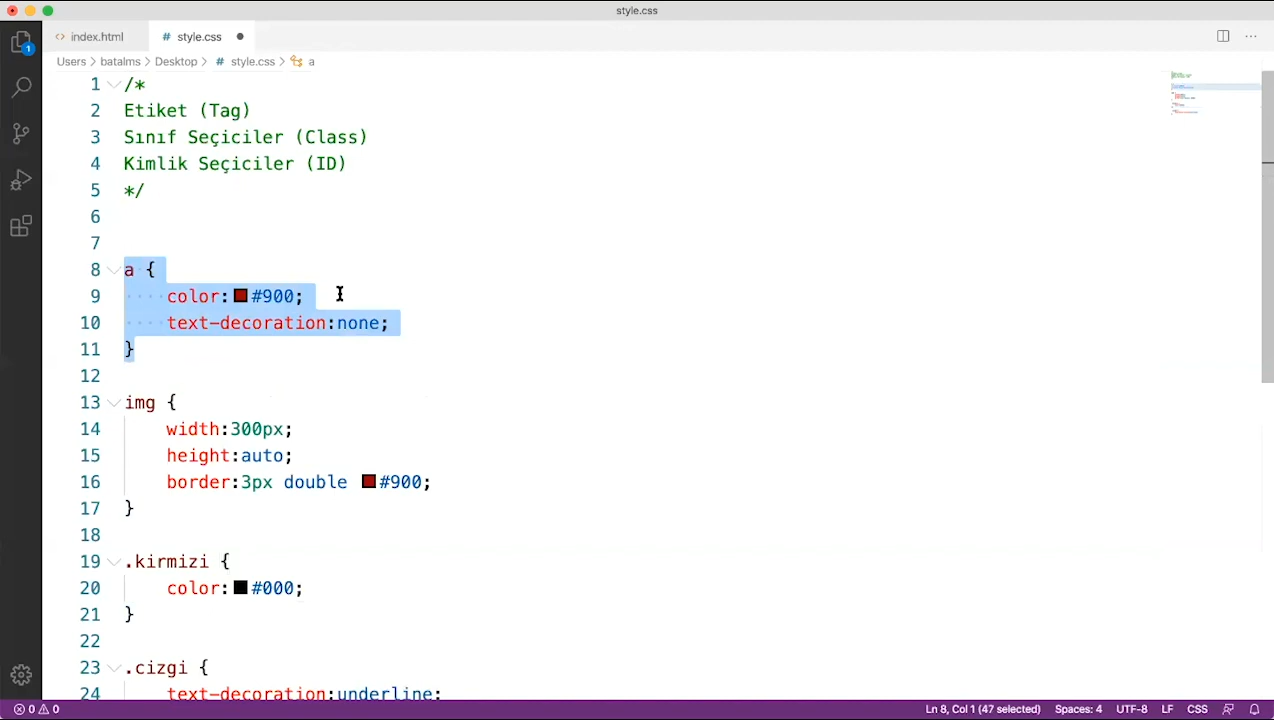 style.css
index.html
# style.css
Users > batalms > Desktop > # style.css > a
1 /*
2 Etiket (Tag)
3 Sınıf Seçiciler (Class)
4 Kimlik Seçiciler (ID)
5 */
6
7
8 a {
9 color: #900;
10 text-decoration:none;
11 }
12
13 img {
14 width:300px;
15 height:auto;
16 border:3px double #900;
17 }
18
19 .kirmizi {
20 color: #000;
21 }
22
23 .cizgi {
24 text-decoration:underline;
1
0 0 Ln 8, Col 1 (47 selected) Spaces: 4 UTF-8 LF CSS